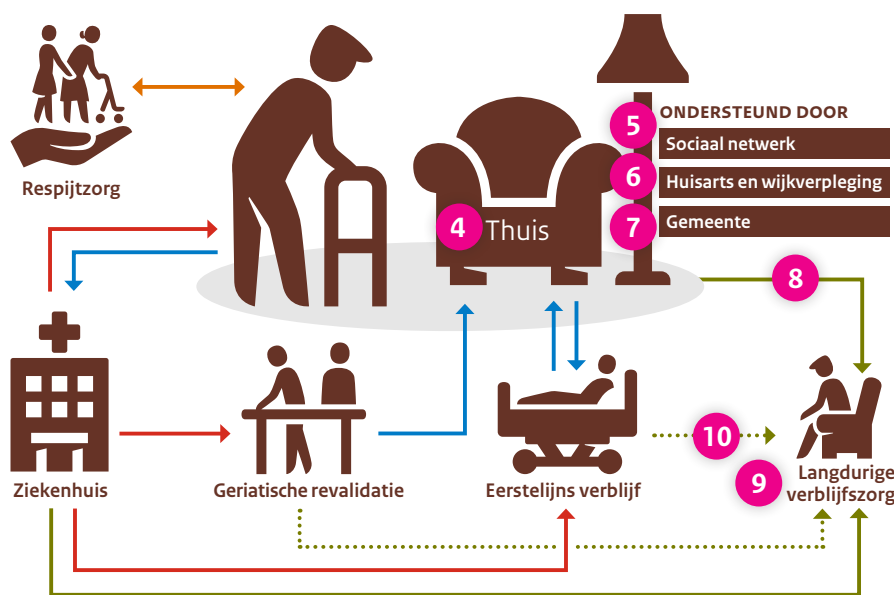 5 ONDERSTEUND DOOR
Sociaal netwerk
6 Huisarts en wijkverpleging
Respijtzorg
4 Thuis
7 Gemeente
8
10
9
Ziekenhuis
Geriatische revalidatie
Eerstelijns verblijf
Langdurige
verblijfszorg